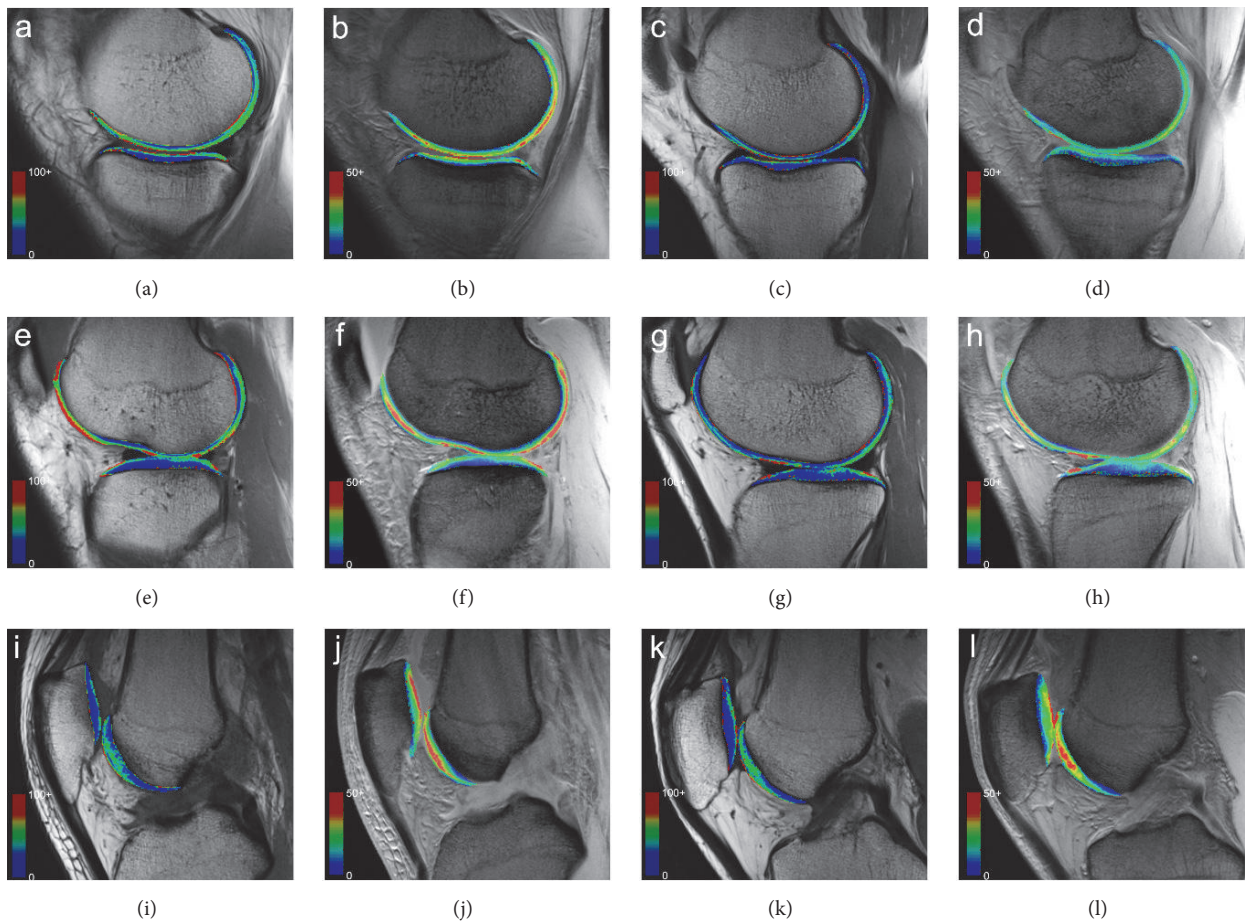 a b c d
100+ 50+ 100+ 50+
0 0 0 0
(a) (b) (c) (d)
e f g h
100+ 50+ 100+ 50+
0 0 0 0
(e) (f) (g) (h)
i j k l
100+ 50+ 100+ 50+
0 0 0 0
(i) (j) (k) (l)